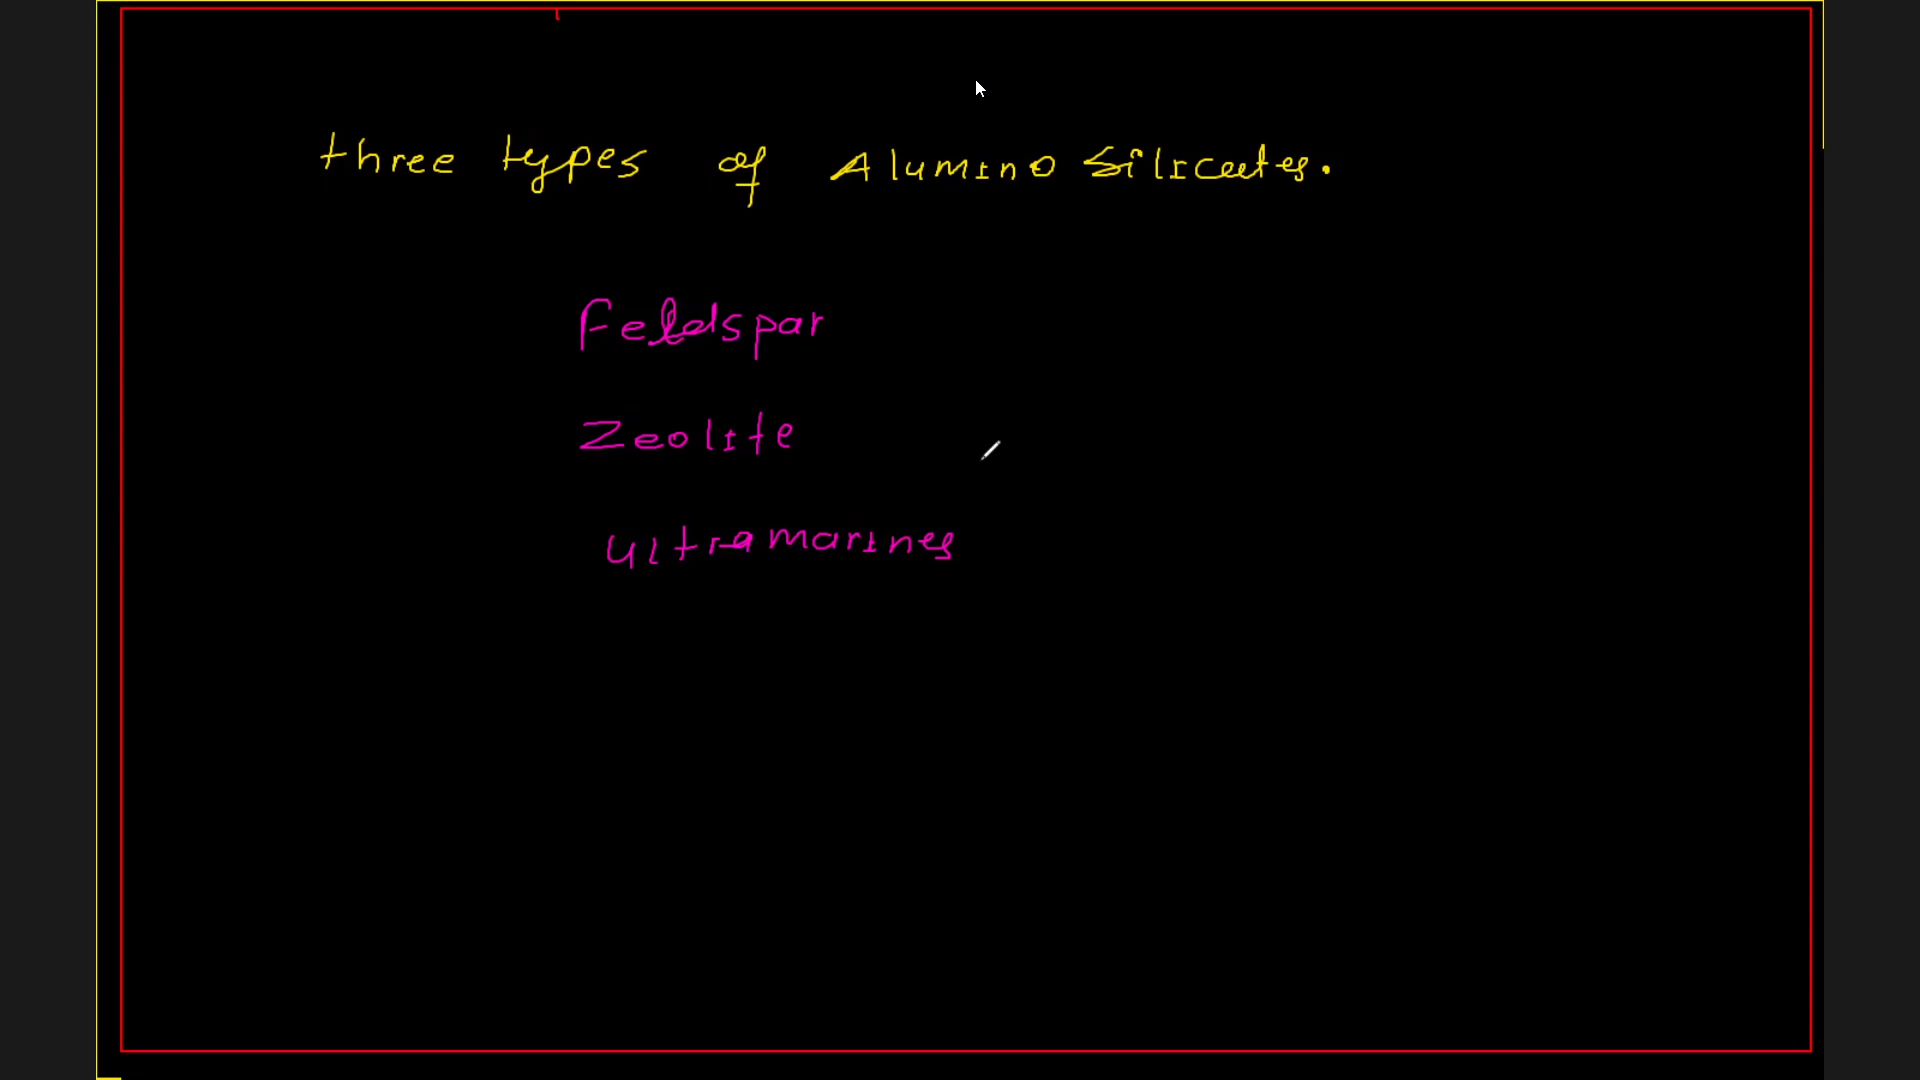 three types of Alumino Silicates.
Feldspar
Zeolite
Ultramarines